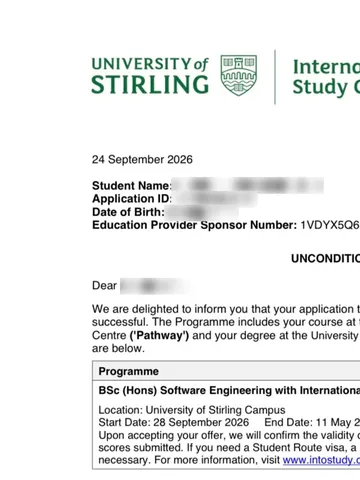 UNIVERSITY of
STIRLING
Interna
Study C
24 September 2026
Student Name:
Application ID:
Date of Birth:
Education Provider Sponsor Number: 1VDYX5Q6
UNCONDITIC
Dear
We are delighted to inform you that your application t
successful. The Programme includes your course at t
Centre ('Pathway') and your degree at the University
are below.
Programme
BSc (Hons) Software Engineering with Internationa
Location: University of Stirling Campus
Start Date: 28 September 2026 End Date: 11 May 2
Upon accepting your offer, we will confirm the validity o
scores submitted. If you need a Student Route visa, a
necessary. For more information, visit www.intostudy.c